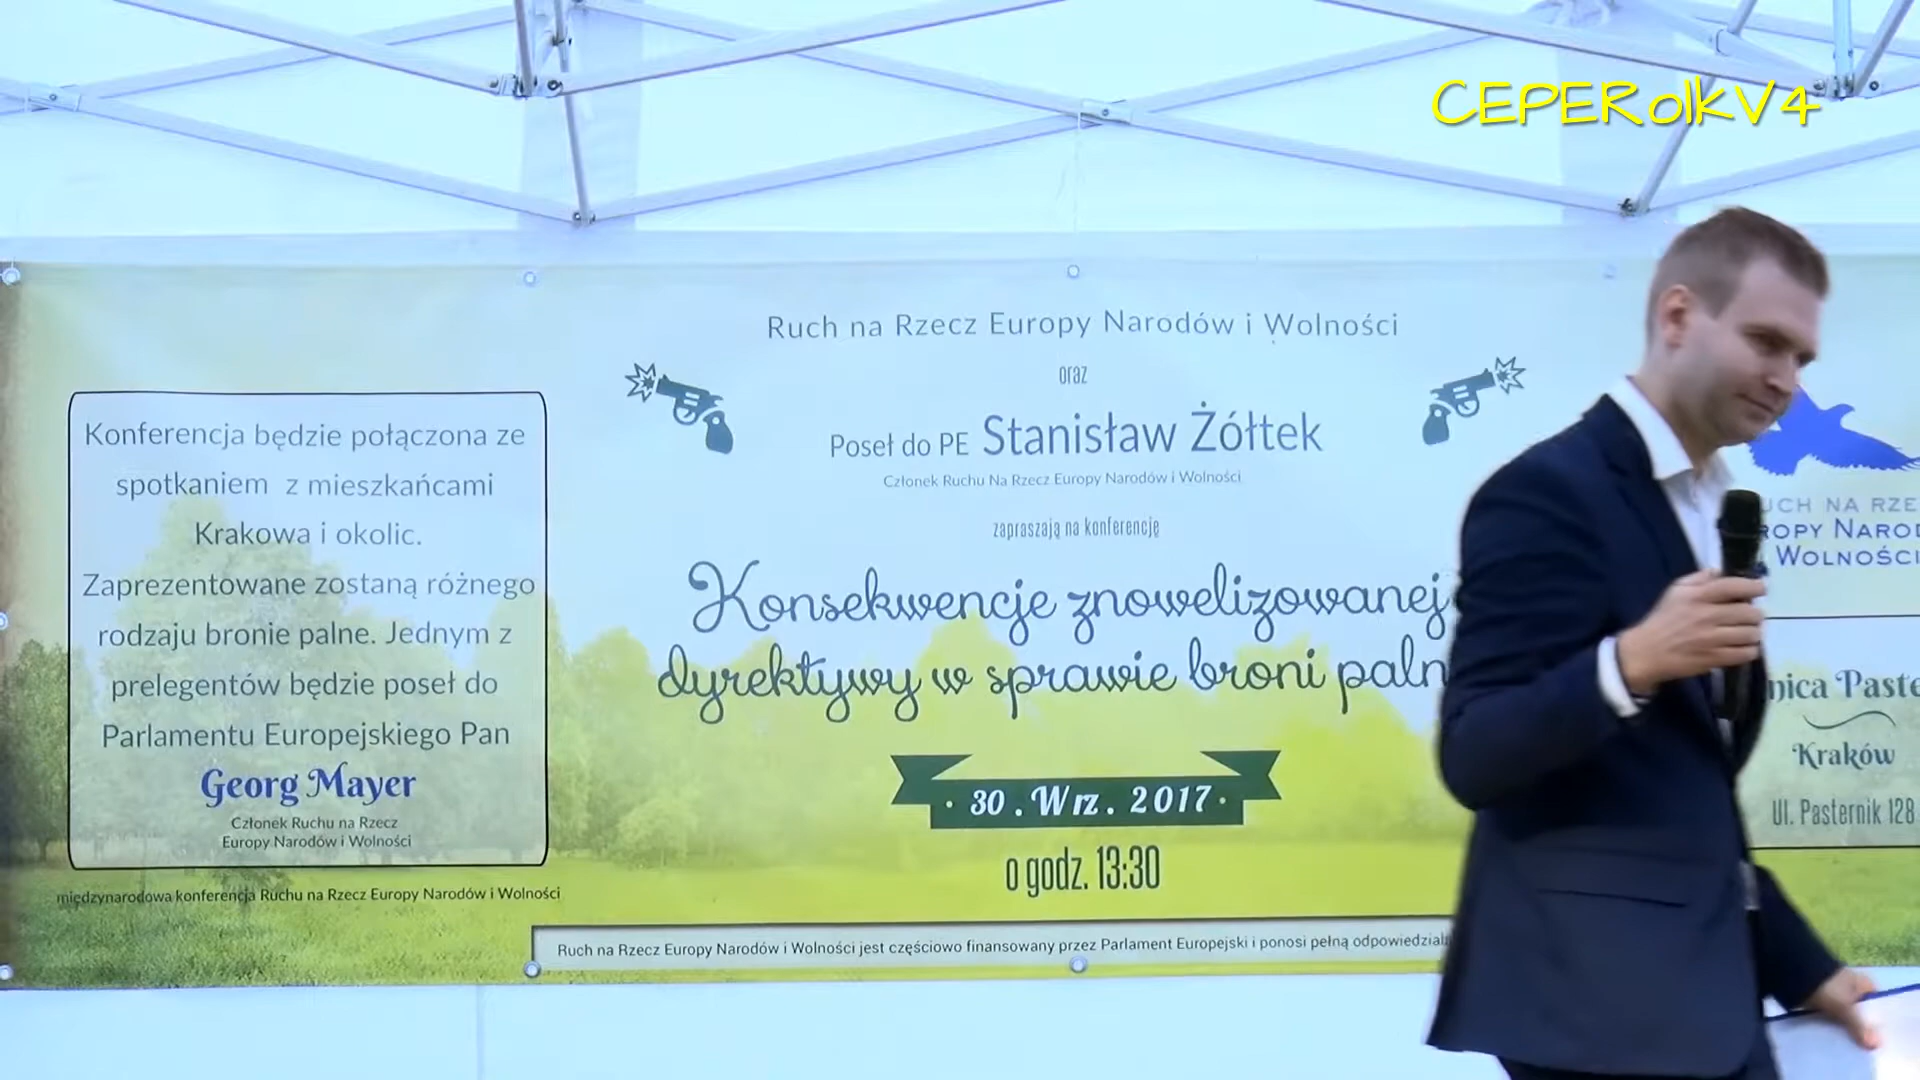 CEPERolkV4
Konferencja będzie połączona ze
spotkaniem z mieszkańcami
Krakowa i okolic.
Zaprezentowane zostaną różnego
rodzaju bronie palne. Jednym z
prelegentów będzie poseł do
Parlamentu Europejskiego Pan
Georg Mayer
Członek Ruchu na Rzecz
Europy Narodów i Wolności
międzynarodowa konferencja Ruchu na Rzecz Europy Narodów i Wolności
Ruch na Rzecz Europy Narodów i Wolności
oraz
Poseł do PE Stanisław Żółtek
Członek Ruchu Na Rzecz Europy Narodów i Wolności
zapraszają na konferencję
Konsekwencje znowelizowanej
dyrektywy w sprawie broni paln
30. Wrz. 2017
o godz. 13:30
Ruch na Rzecz Europy Narodów i Wolności jest częściowo finansowany przez Parlament Europejski i ponosi pełną odpowiedzial
UCH NA RZE
ROPY NAROD
WOLNOŚCI
nica Paste
Kraków
Ul. Pasternik 128